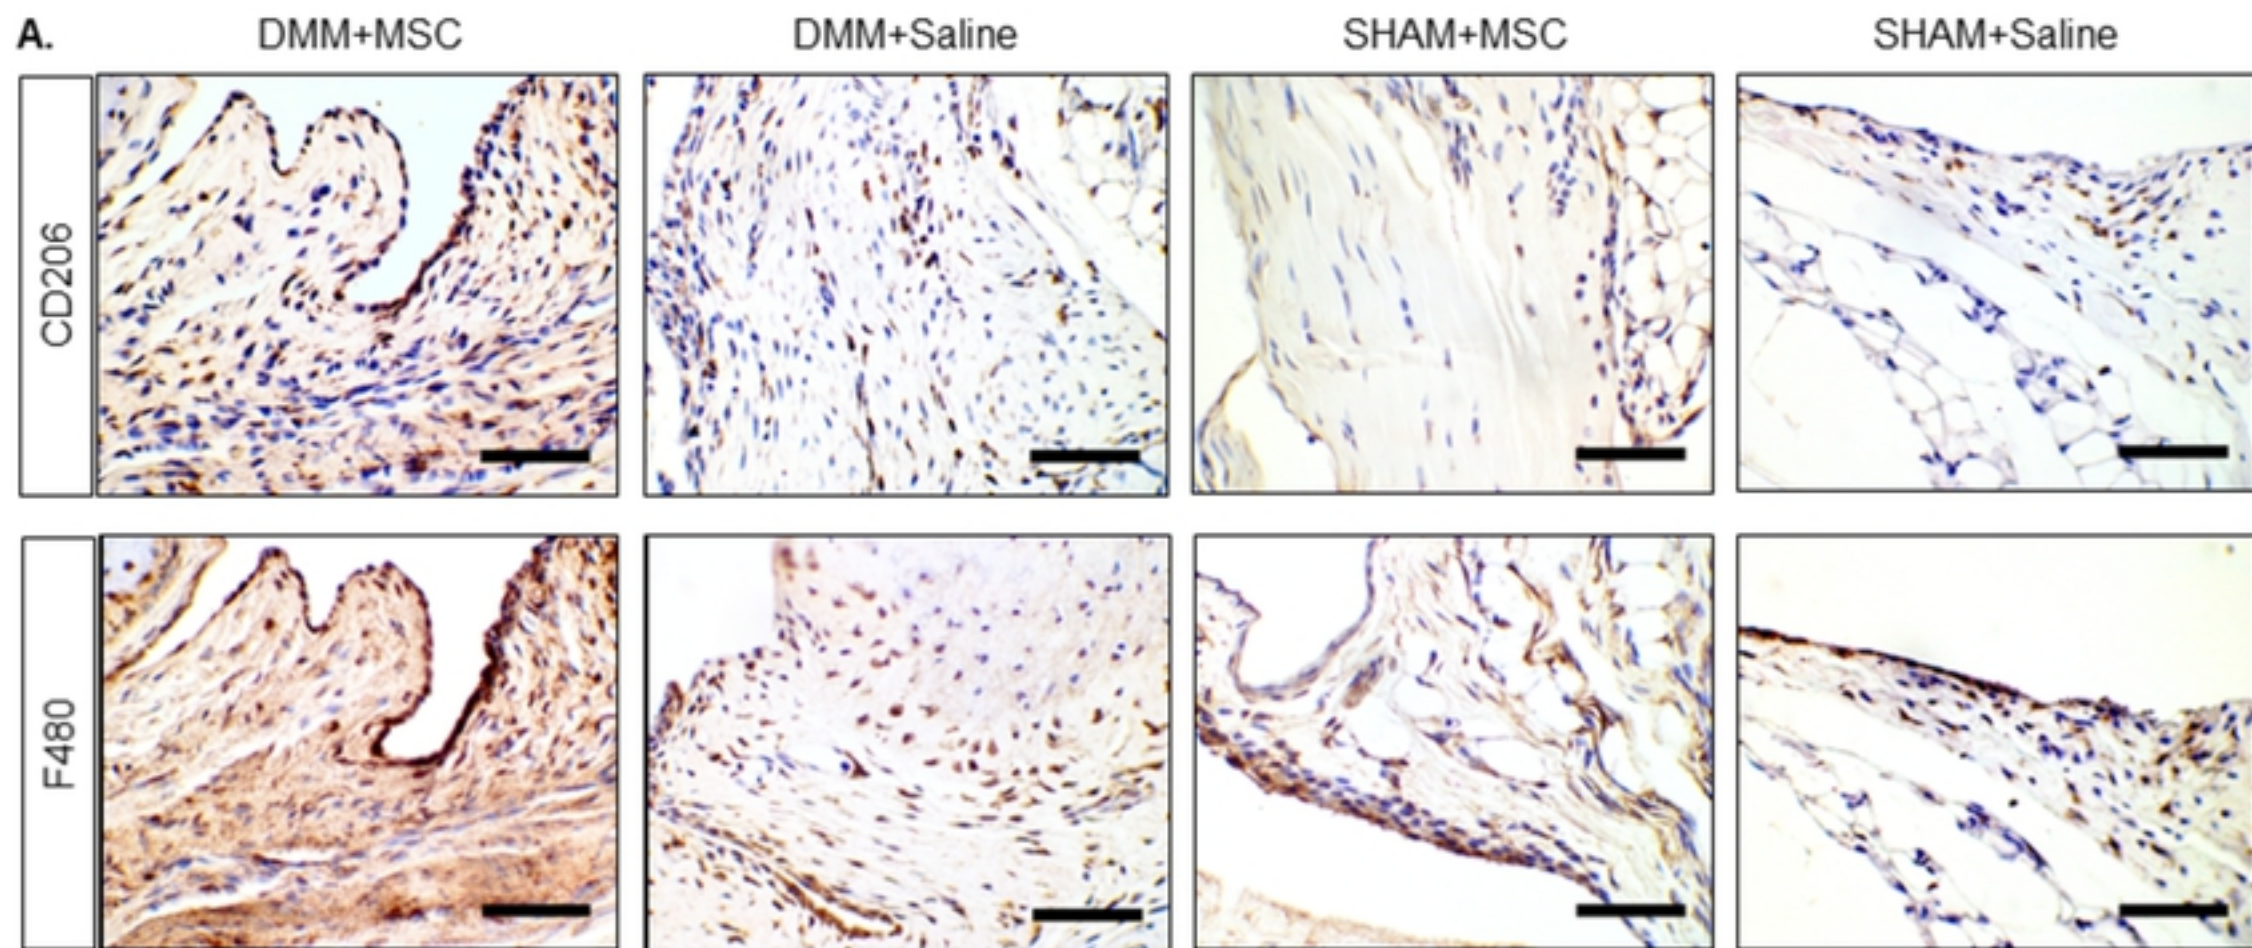 A.
DMM+MSC
DMM+Saline
SHAM+MSC
SHAM+Saline
CD206
F480